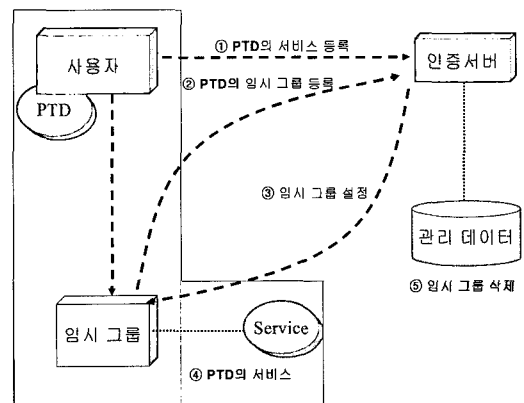 ① PTD의 서비스 등록
사용자
인증서버
② PTD의 임시 그룹 등록
PTD
③ 임시 그룹 설정
관리 데이터
⑤ 임시 그룹 삭제
임시 그룹
Service
④ PTD의 서비스